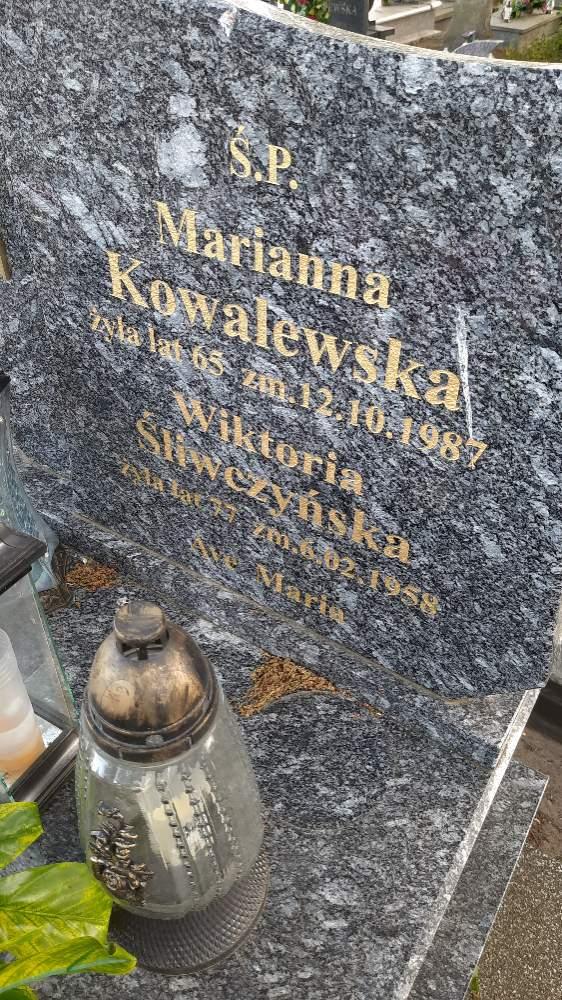 Ś.P.
Marianna
Kowalewska
żyła lat 65 zm.12.10.1987
Wiktoria
Śliwczyńska
żyła lat 77 zm.6.02.1958
Ave Maria